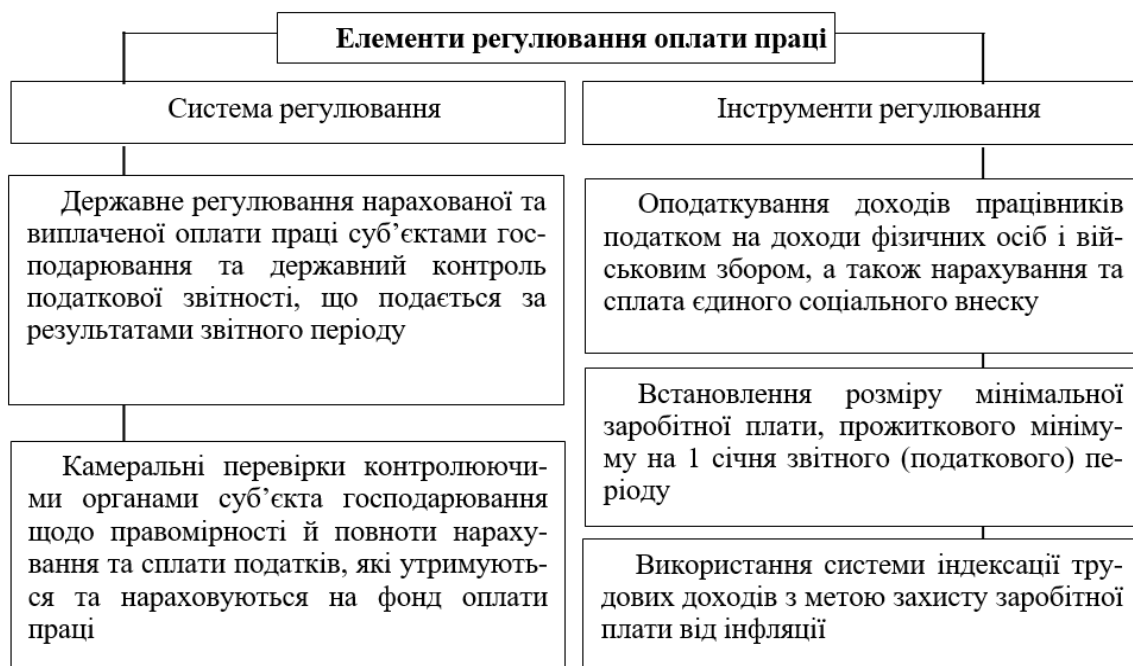 Елементи регулювання оплати праці
Система регулювання
Державне регулювання нарахованої та
виплаченої оплати праці суб’єктами гос-
подарювання та державний контроль
податкової звітності, що подається за
результатами звітного періоду
Камеральні перевірки контролюючи-
ми органами суб’єкта господарювання
щодо правомірності й повноти нараху-
вання та сплати податків, які утримують-
ся та нараховуються на фонд оплати
праці
Інструменти регулювання
Оподаткування доходів працівників
податком на доходи фізичних осіб і вій-
ськовим збором, а також нарахування та
сплата єдиного соціального внеску
Встановлення розміру мінімальної
заробітної плати, прожиткового мініму-
му на 1 січня звітного (податкового) пе-
ріоду
Використання системи індексації тру-
дових доходів з метою захисту заробітної
плати від інфляції